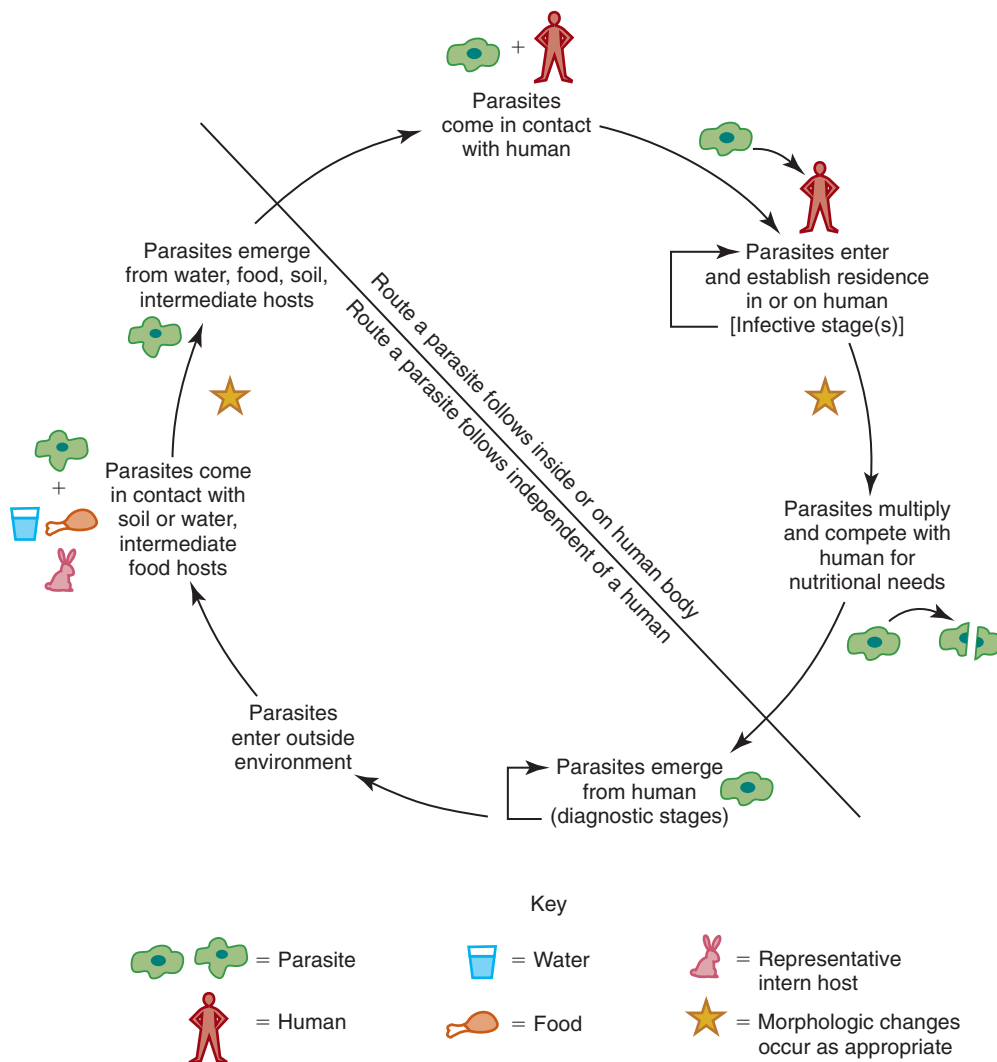 +
Parasites
come in contact
with human
Parasites enter
and establish residence
in or on human
[Infective stage(s)]
Parasites multiply
and compete with
human for
nutritional needs
Parasites emerge
from human
(diagnostic stages)
Parasites
enter outside
environment
+
Parasites come
in contact with
soil or water,
intermediate
food hosts
Parasites emerge
from water, food, soil,
intermediate hosts
Route a parasite follows inside or on human body
Route a parasite follows independent of a human
Key
= Parasite
= Human
= Water
= Food
= Representative
intern host
= Morphologic changes
occur as appropriate